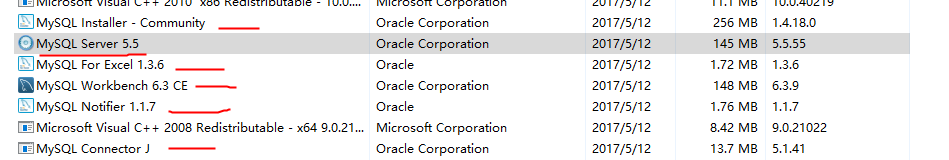 Microsoft Visual C++ 2010 x86 Redistributable - 10.0.... Microsoft Corporation 2017/5/12 11.1 MB 10.0.40219
MySQL Installer - Community Oracle Corporation 2017/5/12 256 MB 1.4.18.0
MySQL Server 5.5 Oracle Corporation 2017/5/12 145 MB 5.5.55
MySQL For Excel 1.3.6 Oracle 2017/5/12 1.72 MB 1.3.6
MySQL Workbench 6.3 CE Oracle Corporation 2017/5/12 148 MB 6.3.9
MySQL Notifier 1.1.7 Oracle 2017/5/12 1.76 MB 1.1.7
Microsoft Visual C++ 2008 Redistributable - x64 9.0.21... Microsoft Corporation 2017/5/12 8.42 MB 9.0.21022
MySQL Connector J Oracle Corporation 2017/5/12 13.7 MB 5.1.41